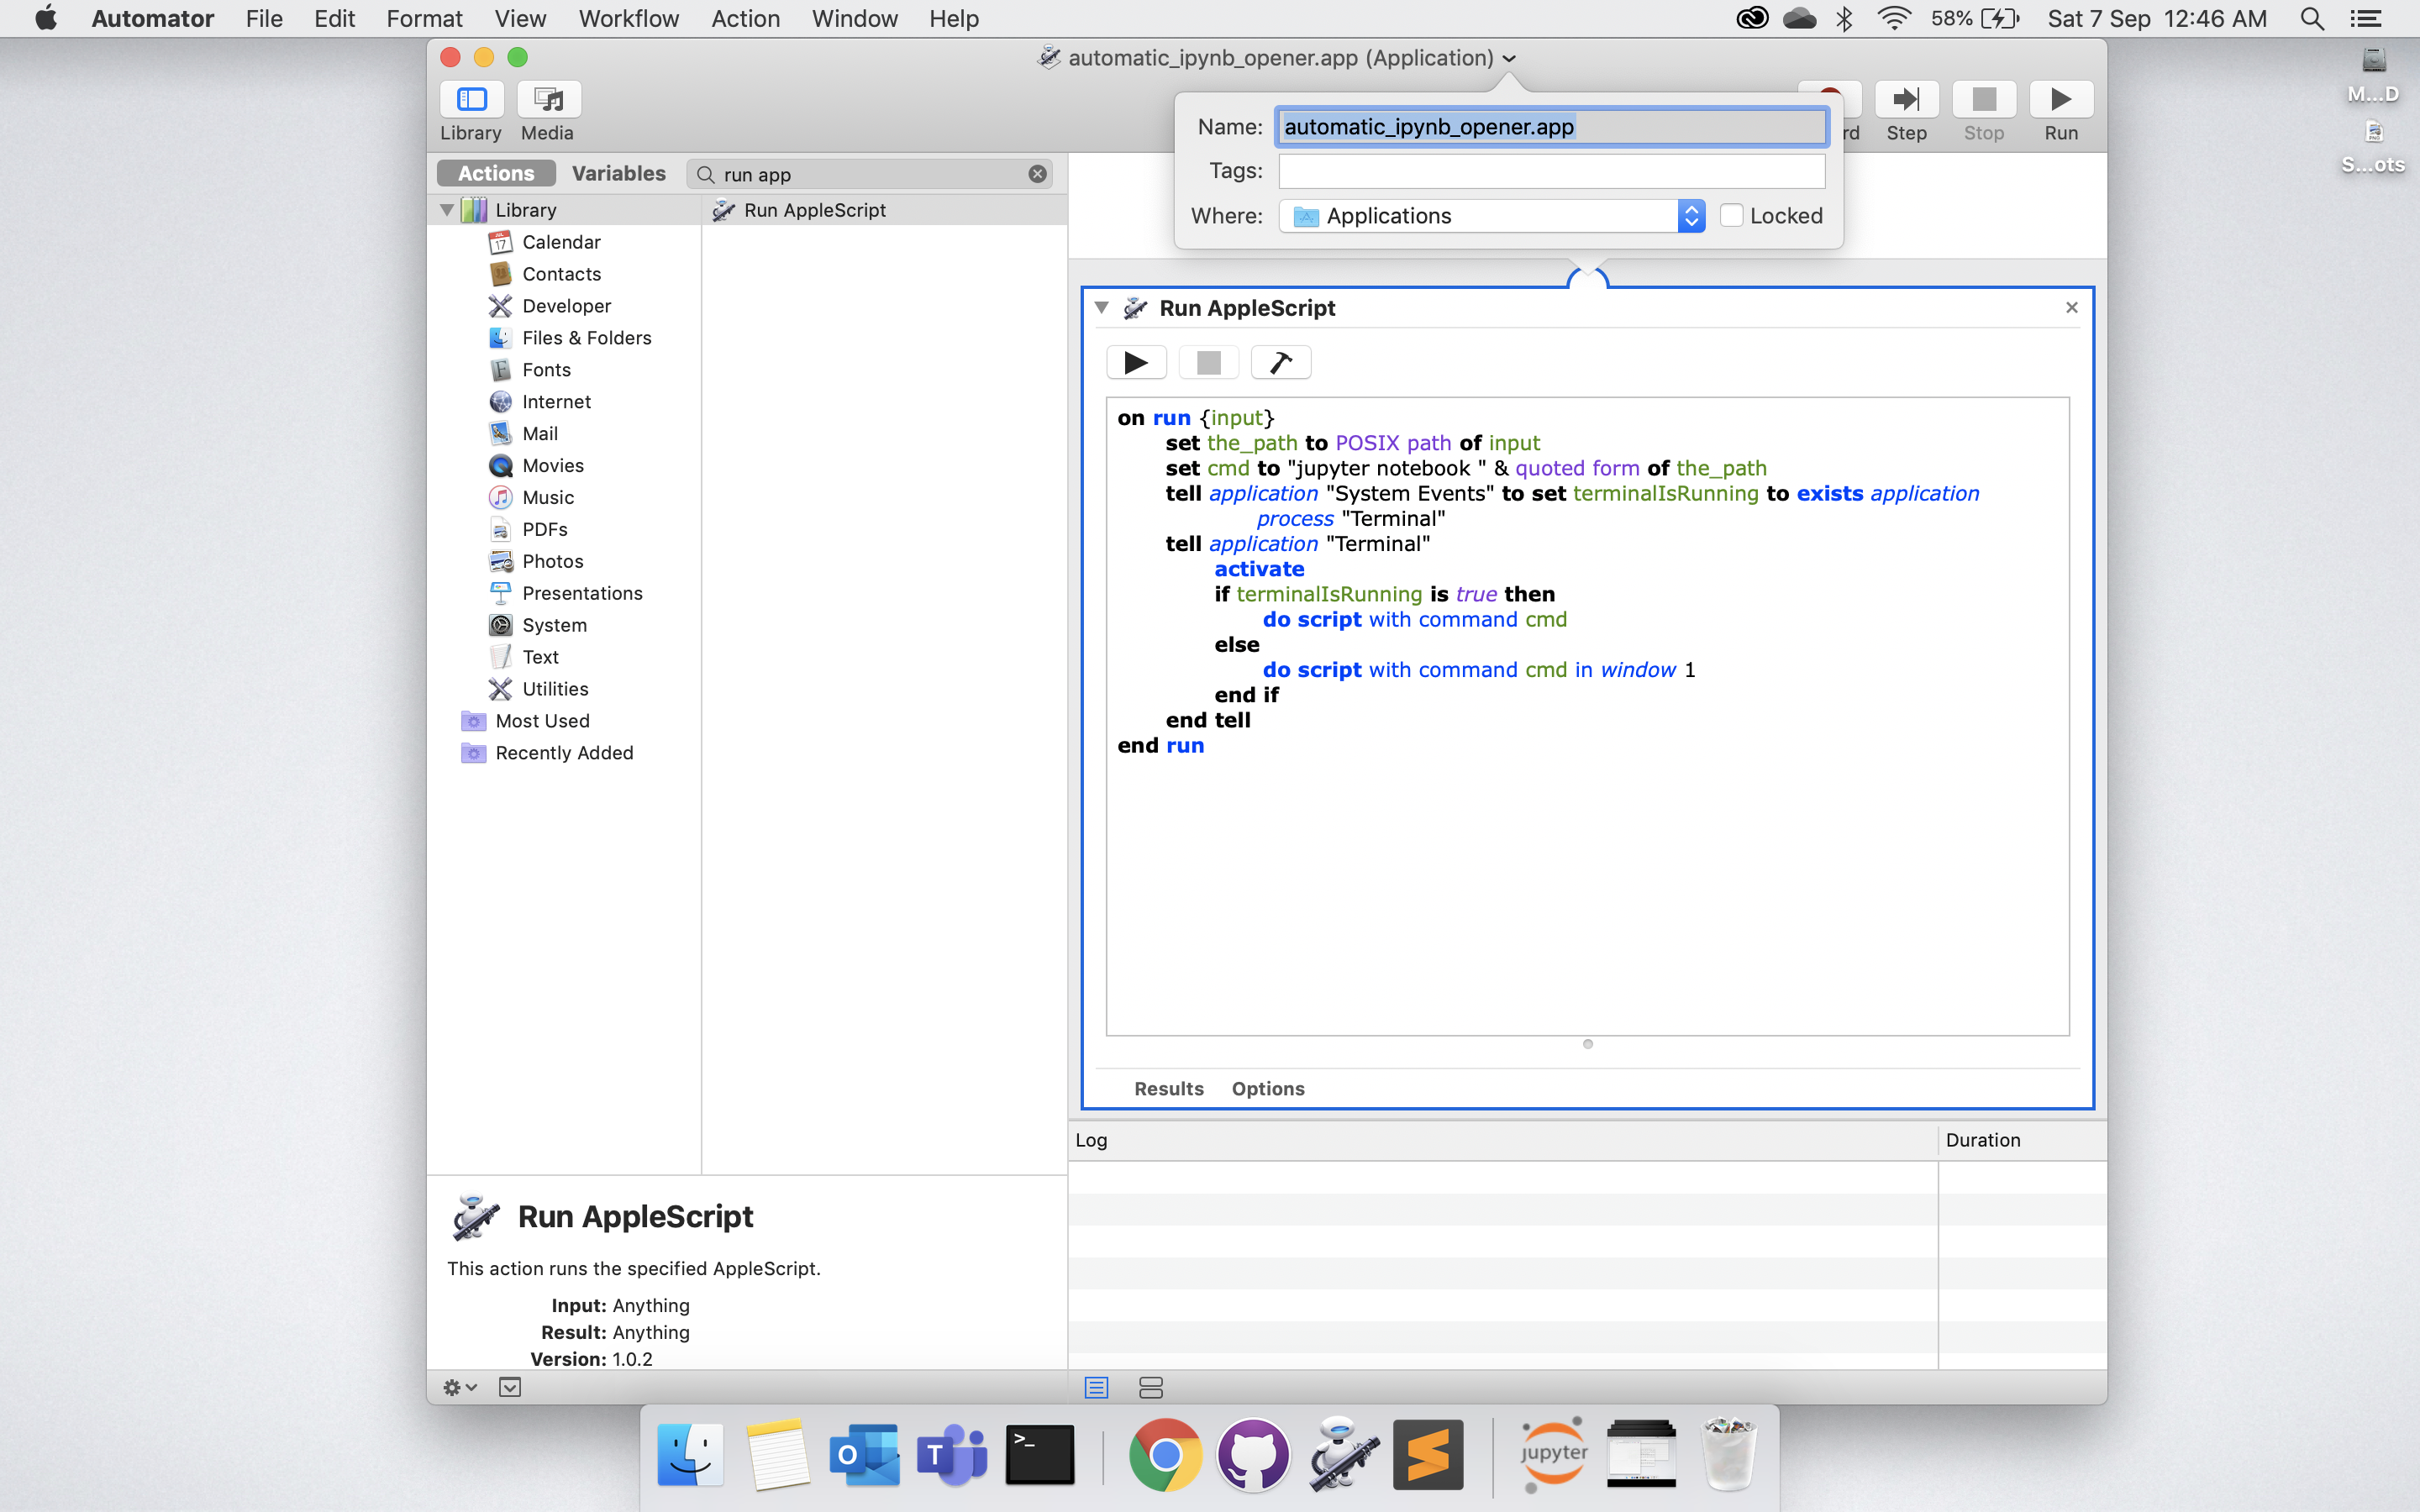 Automator File Edit Format View Workflow Action Window Help 58% Sat 7 Sep 12:46 AM
automatic_ipynb_opener.app (Application)
Library Media
rd Step Stop Run
Name: automatic_ipynb_opener.app
Tags:
Where: Applications Locked
M...D
S...ots
Actions Variables run app
Library
Calendar
Contacts
Developer
Files & Folders
Fonts
Internet
Mail
Movies
Music
PDFs
Photos
Presentations
System
Text
Utilities
Most Used
Recently Added
Run AppleScript
Run AppleScript
on run {input}
set the_path to POSIX path of input
set cmd to "jupyter notebook " & quoted form of the_path
tell application "System Events" to set terminalIsRunning to exists application
process "Terminal"
tell application "Terminal"
activate
if terminalIsRunning is true then
do script with command cmd
else
do script with command cmd in window 1
end if
end tell
end run
Results Options
Log Duration
Run AppleScript
This action runs the specified AppleScript.
Input: Anything
Result: Anything
Version: 1.0.2
O T >_ jupyter